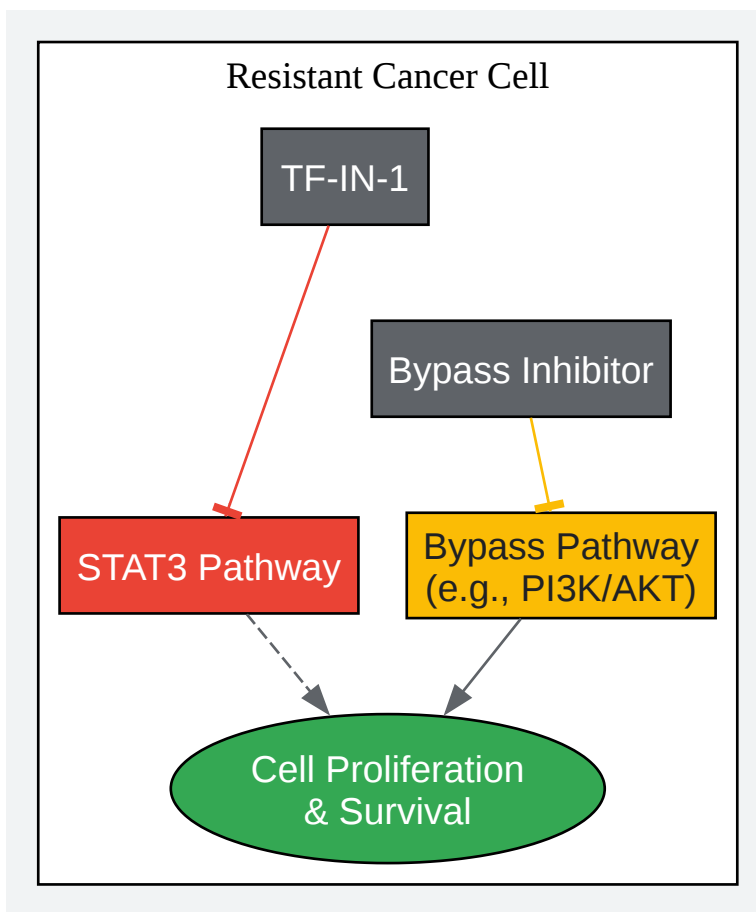 Resistant Cancer Cell
TF-IN-1
Bypass Inhibitor
STAT3 Pathway
Bypass Pathway
(e.g., PI3K/AKT)
Cell Proliferation
& Survival